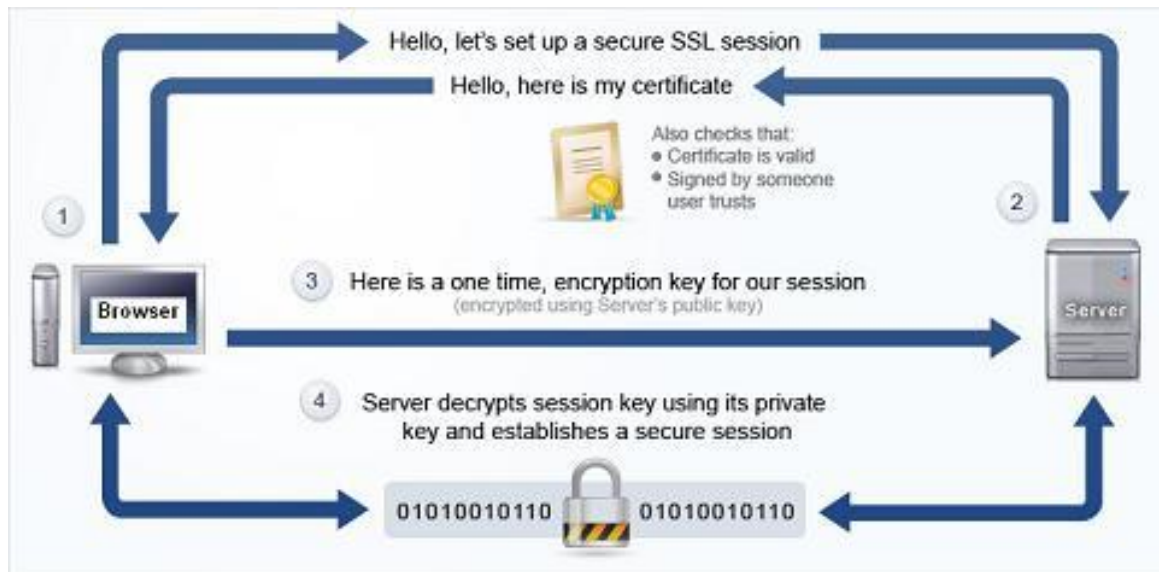 Hello, let's set up a secure SSL session
Hello, here is my certificate
Also checks that:
• Certificate is valid
• Signed by someone
user trusts
1
2
3
Here is a one time, encryption key for our session
(encrypted using Server's public key)
Browser
Server
4
Server decrypts session key using its private
key and establishes a secure session
01010010110
01010010110